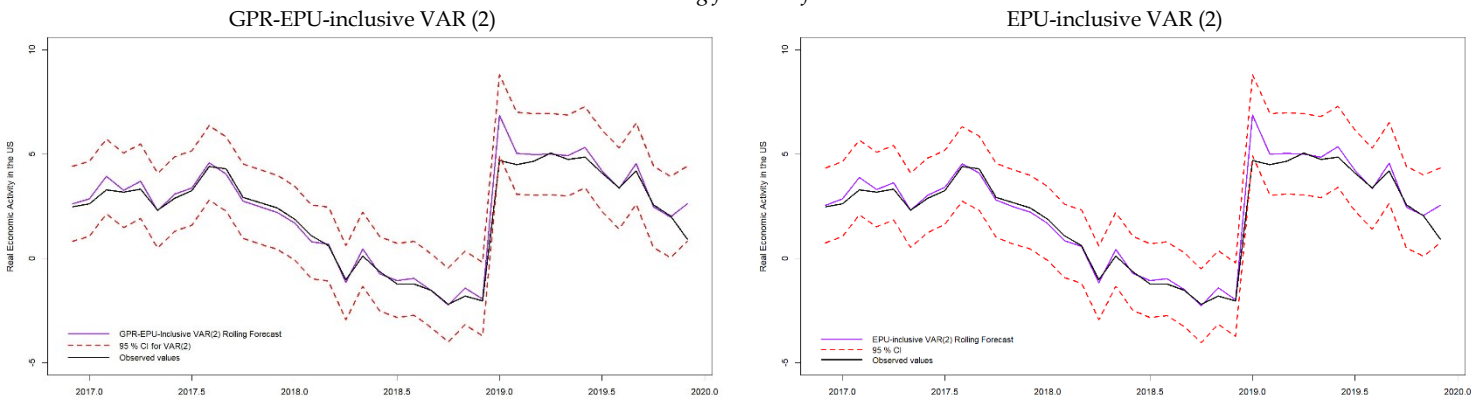 GPR-EPU-inclusive VAR (2)
Real Economic Activity in the US
10
5
0
-5
GPR-EPU-Inclusive VAR(2) Rolling Forecast
95 % CI for VAR(2)
Observed values
2017.0 2017.5 2018.0 2018.5 2019.0 2019.5 2020.0
EPU-inclusive VAR (2)
Real Economic Activity in the US
10
5
0
-5
EPU-inclusive VAR(2) Rolling Forecast
95 % CI
Observed values
2017.0 2017.5 2018.0 2018.5 2019.0 2019.5 2020.0